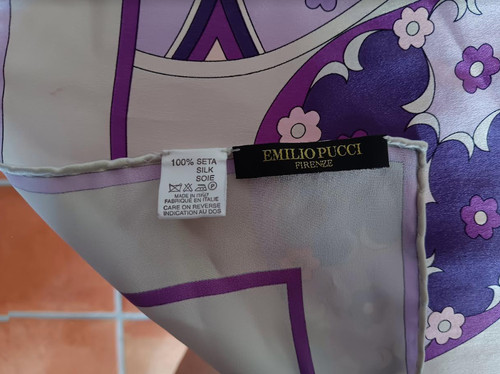 100% SETA
SILK
SOIE
MADE IN ITALY
FABRIQUE EN ITALIE
CARE ON REVERSE
INDICATION AU DOS
EMILIO PUCCI
FIRENZE